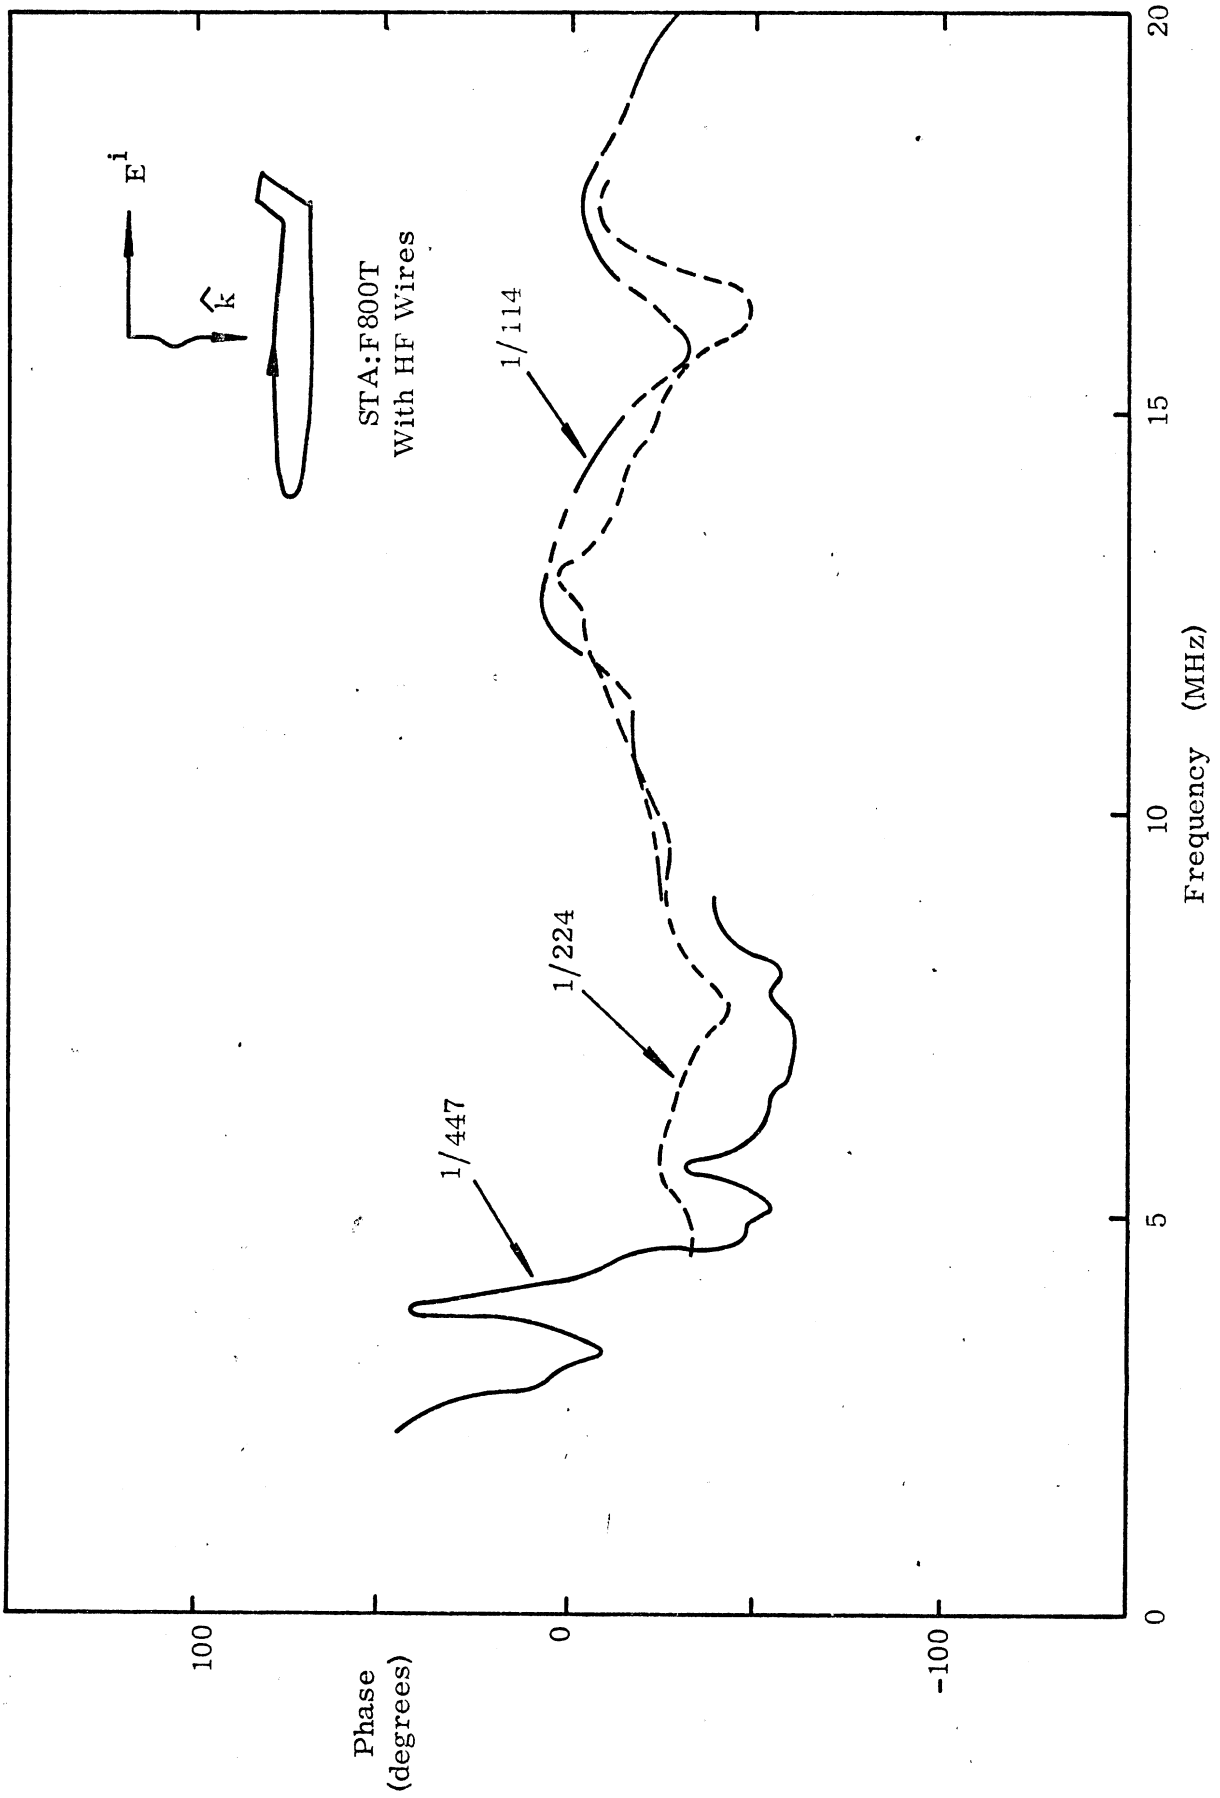 Phase
(degrees)
100
0
-100
0
5
10
15
20
Frequency (MHz)
1/447
1/224
1/114
E^i
k̂
STA:F800T
With HF Wires